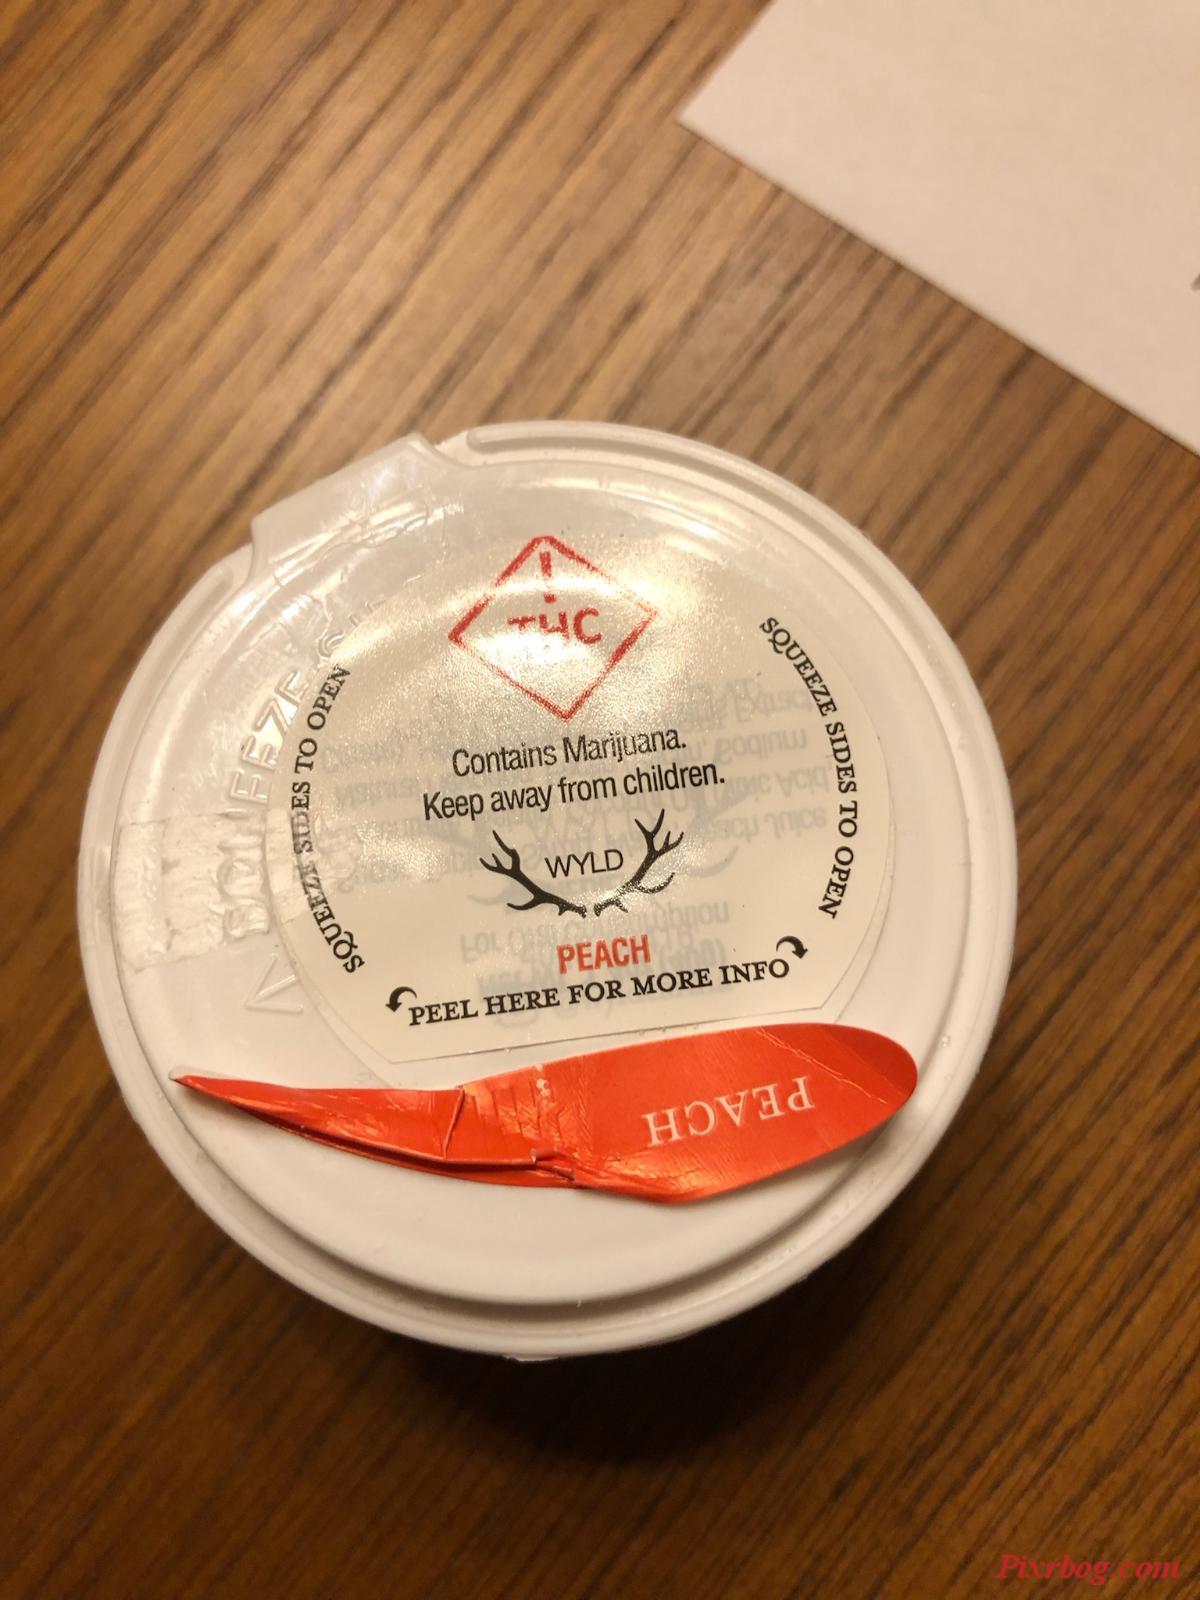 !
THC
SQUEEZE SIDES TO OPEN
SQUEEZE SIDES TO OPEN
Contains Marijuana.
Keep away from children.
WYLD
PEACH
PEEL HERE FOR MORE INFO
PEACH
SQUEEZE
Pixrbog.com